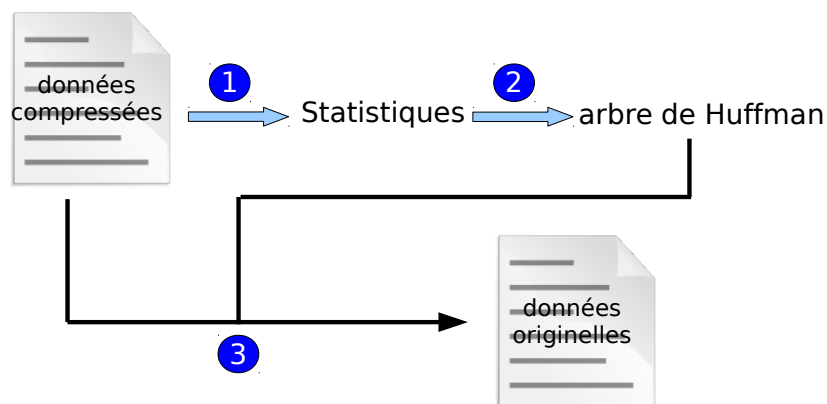 données
compressées
1
Statistiques
2
arbre de Huffman
données
originelles
3